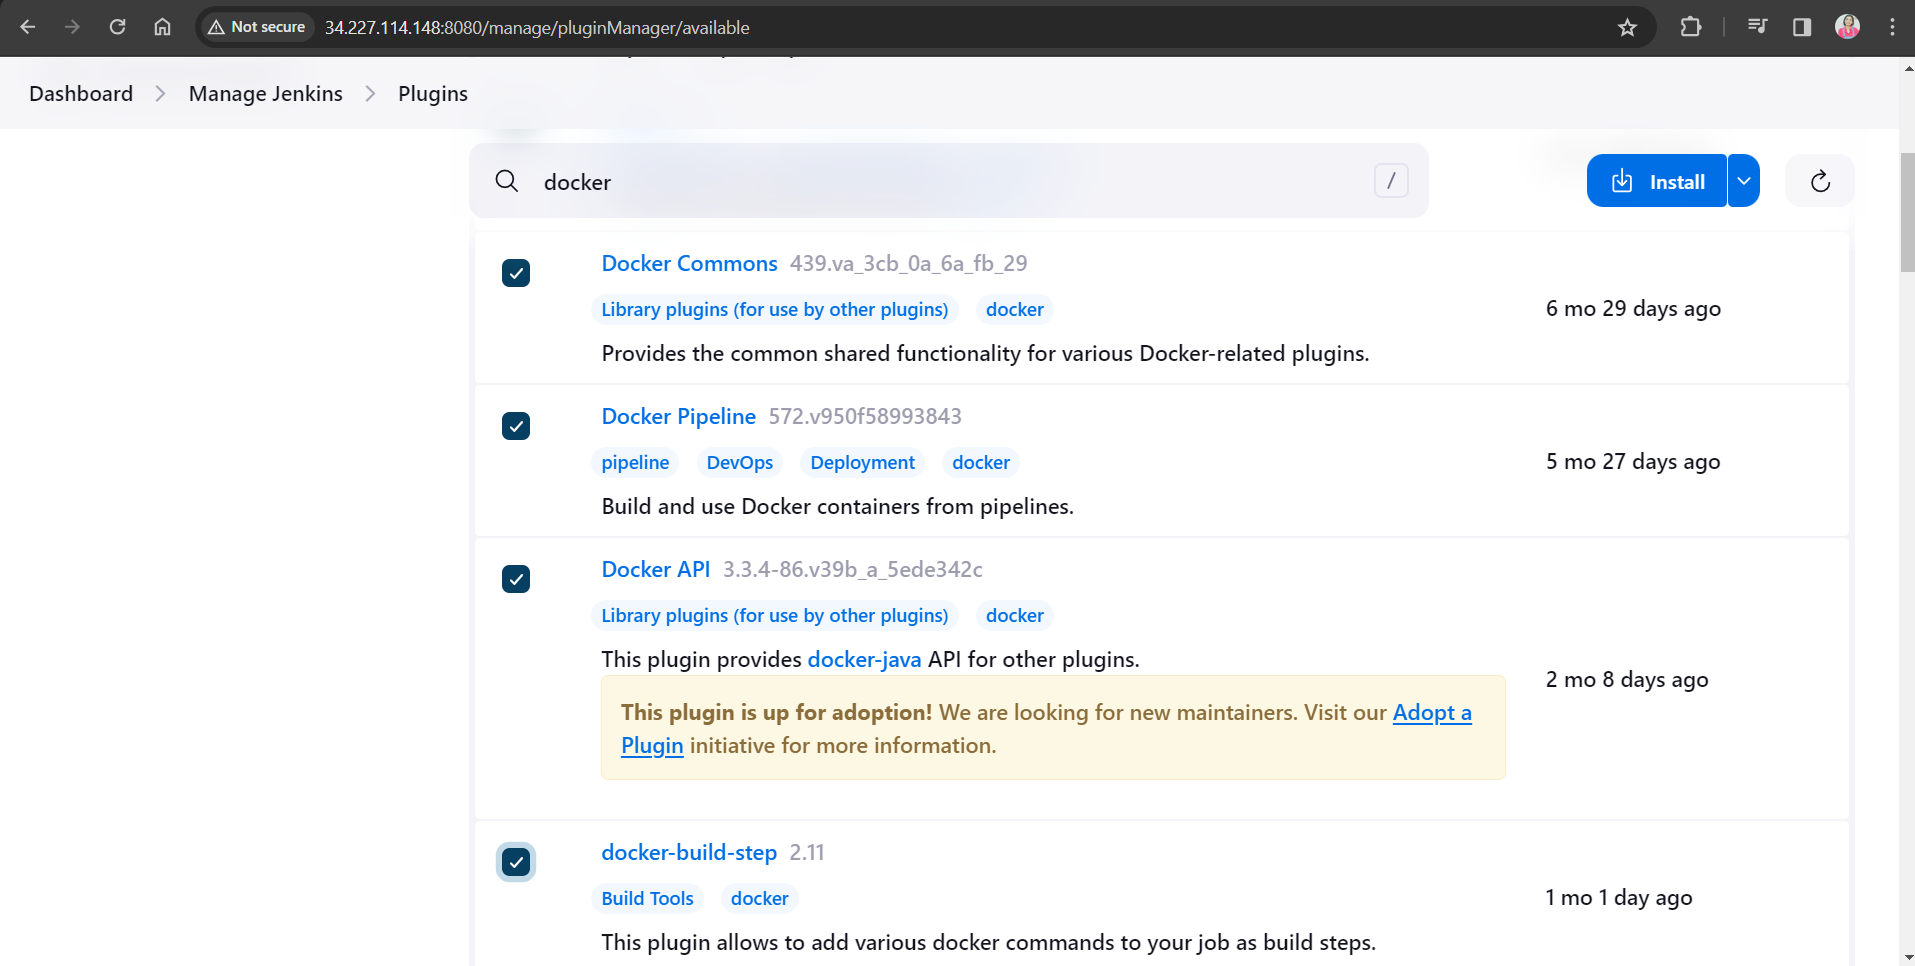 Not secure 34.227.114.148:8080/manage/pluginManager/available
Dashboard > Manage Jenkins > Plugins
docker / Install
Docker Commons 439.va_3cb_0a_6a_fb_29
Library plugins (for use by other plugins) docker
6 mo 29 days ago
Provides the common shared functionality for various Docker-related plugins.
Docker Pipeline 572.v950f58993843
pipeline DevOps Deployment docker
5 mo 27 days ago
Build and use Docker containers from pipelines.
Docker API 3.3.4-86.v39b_a_5ede342c
Library plugins (for use by other plugins) docker
This plugin provides docker-java API for other plugins.
2 mo 8 days ago
This plugin is up for adoption! We are looking for new maintainers. Visit our Adopt a
Plugin initiative for more information.
docker-build-step 2.11
Build Tools docker
1 mo 1 day ago
This plugin allows to add various docker commands to your job as build steps.